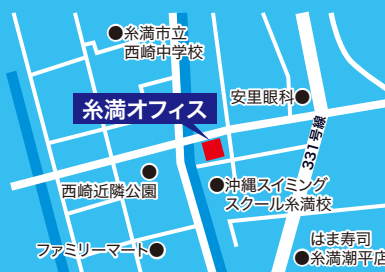 ●糸満市立
西崎中学校
糸満オフィス
安里眼科●
331号線
西崎近隣公園
●沖縄スイミング
スクール糸満校
ファミリーマート●
はま寿司
●糸満潮平店